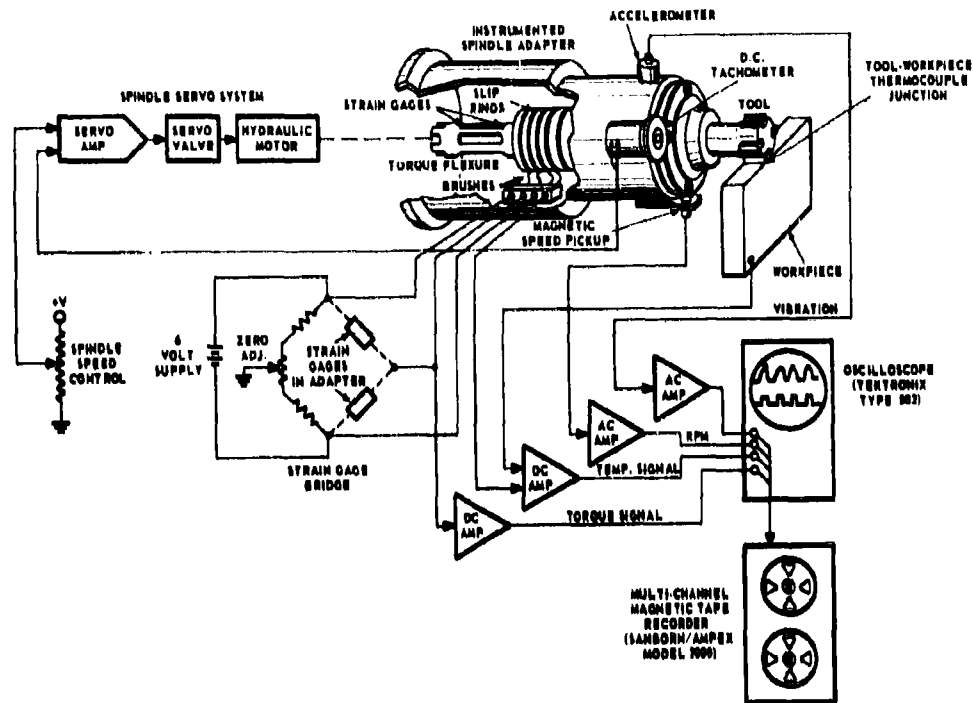 ACCELEROMETER
INSTRUMENTED
SPINDLE ADAPTER
D.C.
TACHOMETER
TOOL-WORKPIECE
THERMOCOUPLE
JUNCTION
SPINDLE SERVO SYSTEM
STRAIN GAGES
SLIP
RINGS
TOOL
SERVO
AMP
SERVO
VALVE
HYDRAULIC
MOTOR
TORQUE FLEXURE
BRUSHES
MAGNETIC
SPEED PICKUP
WORKPIECE
VIBRATION
+V
SPINDLE
SPEED
CONTROL
6
VOLT
SUPPLY
ZERO
ADJ.
STRAIN
GAGES
IN ADAPTER
STRAIN GAGE
BRIDGE
AC
AMP
OSCILLOSCOPE
(TEKTRONIX
TYPE
AC
AMP
RPM
DC
AMP
TEMP. SIGNAL
DC
AMP
TORQUE SIGNAL
MULTI-CHANNEL
MAGNETIC TAPE
RECORDER
(SANBORN/AMPEX
MODEL